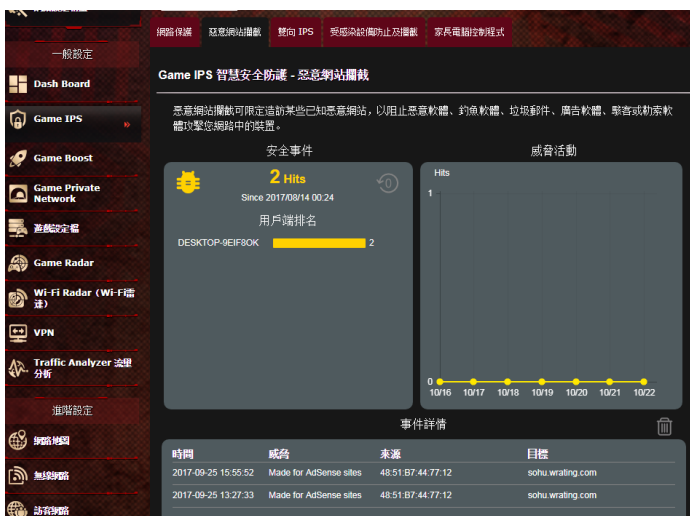 一般設定
Dash Board
Game IPS
Game Boost
Game Private
Network
遊戲設定檔
Game Radar
Wi-Fi Radar (Wi-Fi雷
達)
VPN
Traffic Analyzer 流量
分析
進階設定
網路地圖
無線網路
訪客網路
網路保護
惡意網站攔截
雙向 IPS
受感染設備防止及攔截
家長電腦控制程式
Game IPS 智慧安全防護 - 惡意網站攔截
惡意網站攔截可限定造訪某些已知惡意網站，以阻止惡意軟體、釣魚軟體、垃圾郵件、廣告軟體、駭客或勒索軟
體攻擊您網路中的裝置。
安全事件
2 Hits
Since 2017/08/14 00:24
0
用戶端排名
DESKTOP-9EIF8OK 2
威脅活動
Hits
1
0
10/16 10/17 10/18 10/19 10/20 10/21 10/22
事件詳情
時間 威脅 來源 目標
2017-09-25 15:55:52 Made for AdSense sites 48:51:B7:44:77:12 sohu.wrating.com
2017-09-25 13:27:33 Made for AdSense sites 48:51:B7:44:77:12 sohu.wrating.com